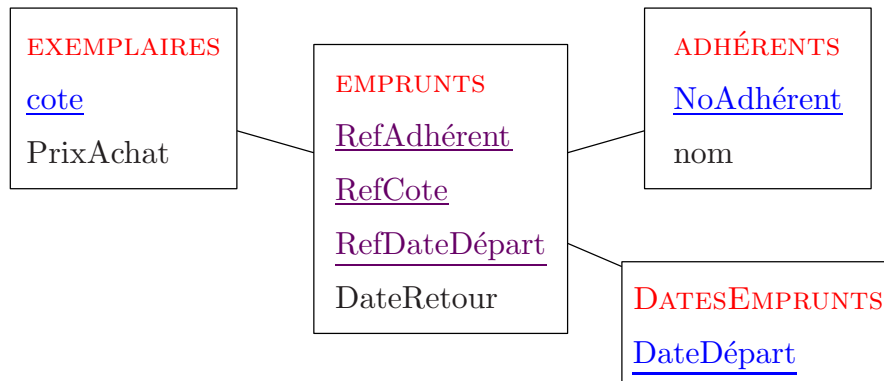 EXEMPLAIRES
cote
PrixAchat
EMPRUNTS
RefAdhérent
RefCote
RefDateDépart
DateRetour
ADHÉRENTS
NoAdhérent
nom
DATESEMPRUNTS
DateDépart